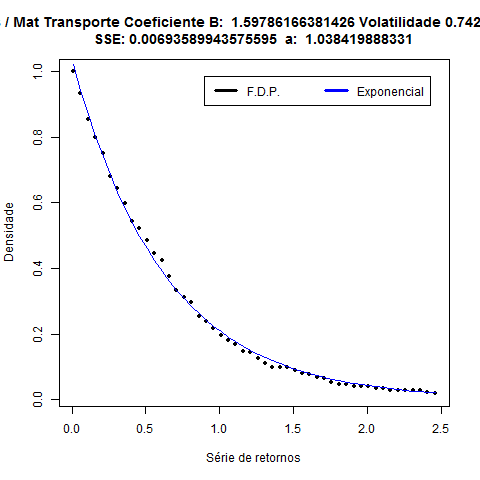 / Mat Transporte Coeficiente B: 1.59786166381426 Volatilidade 0.742
SSE: 0.00693589943575595 a: 1.038419888331
F.D.P.
Exponencial
Densidade
1.0
0.8
0.6
0.4
0.2
0.0
0.0 0.5 1.0 1.5 2.0 2.5
Série de retornos